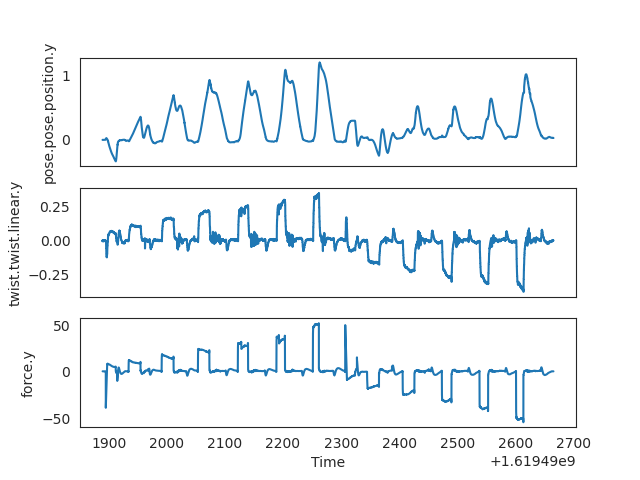 pose.pose.position.y
1
0
twist.twist.linear.y
0.25
0.00
−0.25
force.y
50
0
−50
1900 2000 2100 2200 2300 2400 2500 2600 2700
Time
+1.61949e9